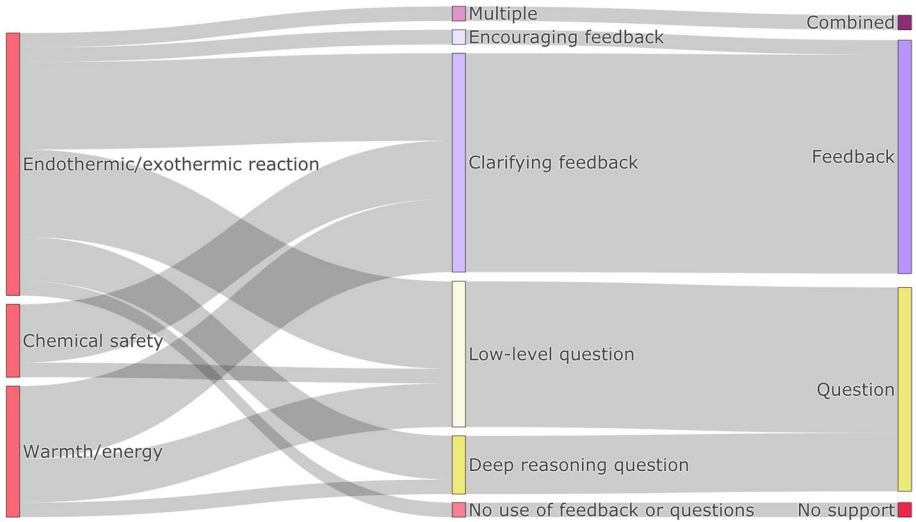 Endothermic/exothermic reaction
Chemical safety
Warmth/energy
Multiple
Encouraging feedback
Clarifying feedback
Low-level question
Deep reasoning question
No use of feedback or questions
Combined
Feedback
Question
No support